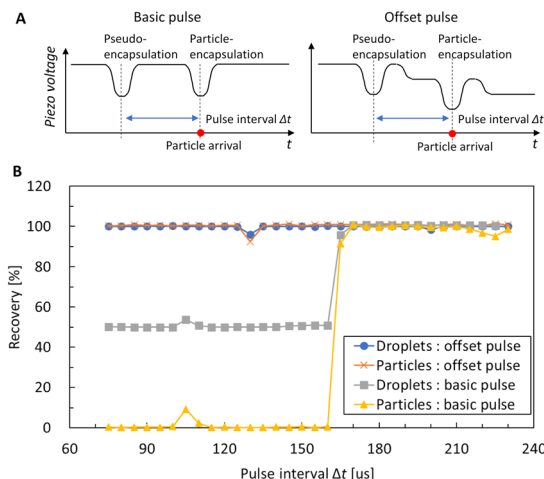 A
Basic pulse
Offset pulse
Pseudo-
encapsulation
Particle-
encapsulation
Pseudo-
encapsulation
Particle-
encapsulation
Piezo voltage
Pulse interval Δt
Pulse interval Δt
Particle arrival
t
Particle arrival
t
B
120
100
80
60
40
20
0
Recovery [%]
Droplets : offset pulse
Particles : offset pulse
Droplets : basic pulse
Particles : basic pulse
60
90
120
150
180
210
240
Pulse interval Δt [us]